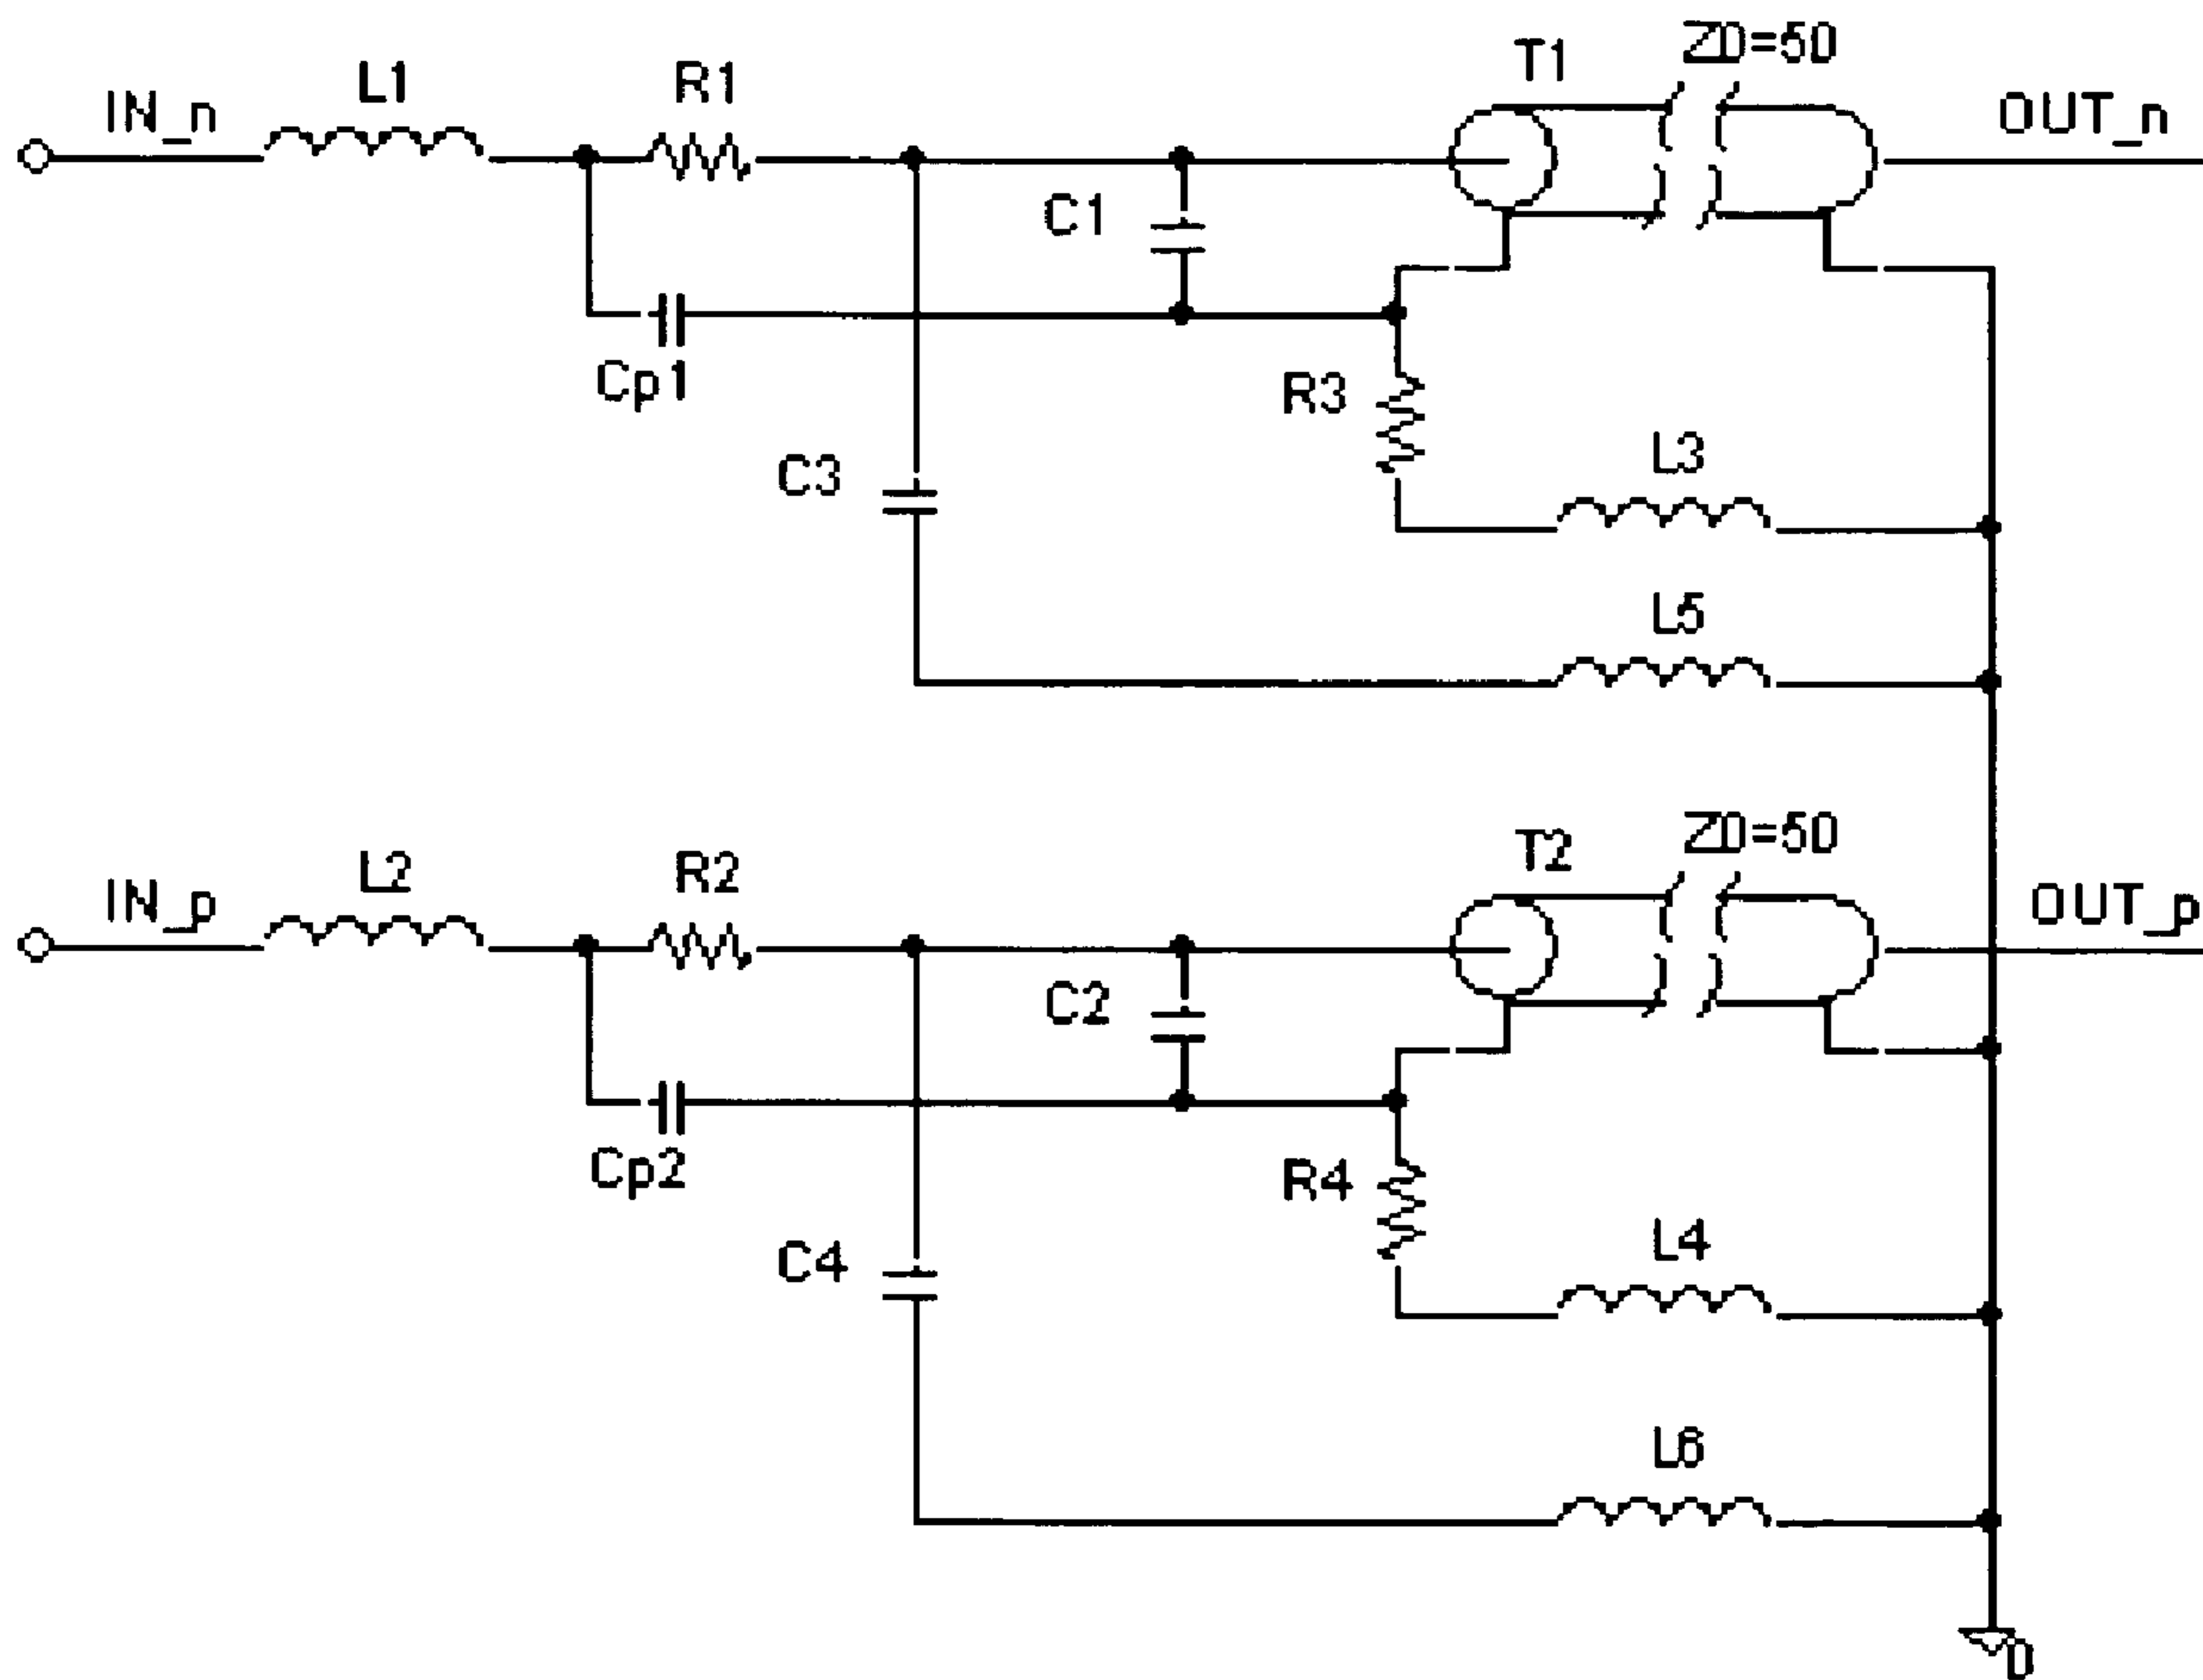 IN_n
L1
R1
T1
Z0=50
OUT_n
C1
Cp1
R3
L3
C3
L5
IN_p
L2
R2
T2
Z0=50
OUT_p
C2
Cp2
R4
L4
C4
L6
0